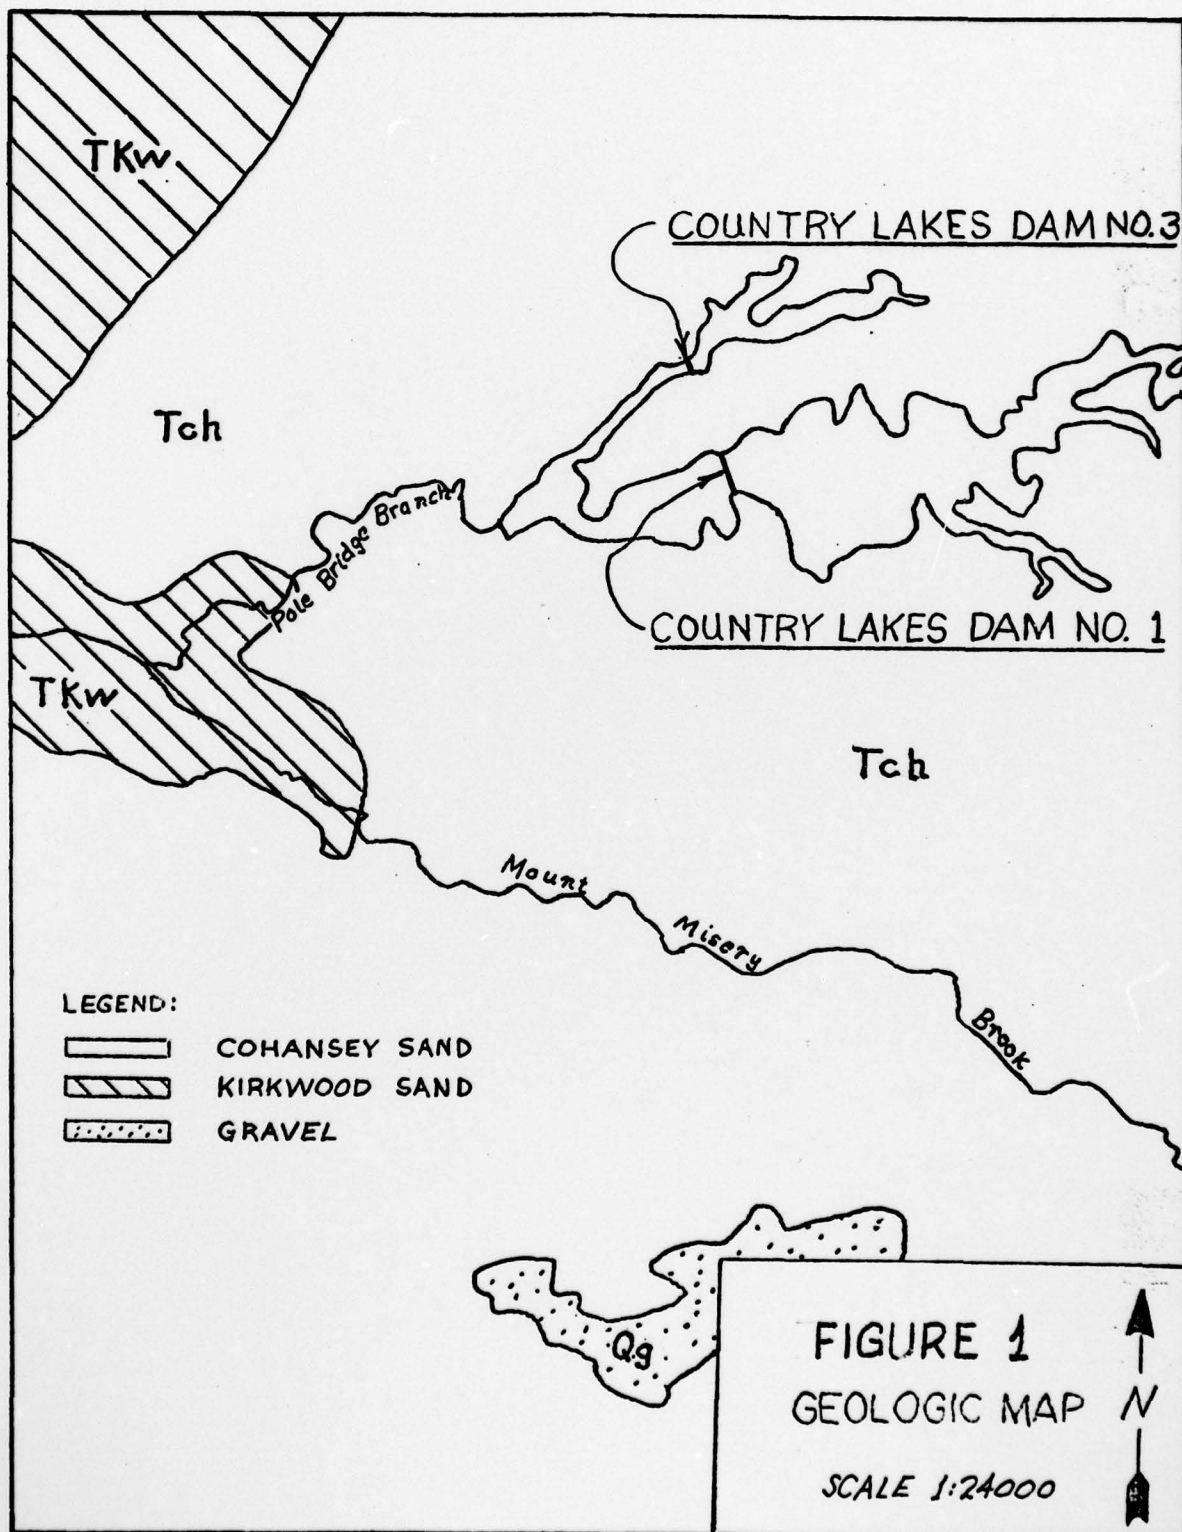 TKw
COUNTRY LAKES DAM NO.3
Tch
Pole Bridge Branch
COUNTRY LAKES DAM NO. 1
TKw
Tch
Mount
Misery
Brook
LEGEND:
COHANSEY SAND
KIRKWOOD SAND
GRAVEL
Qg
FIGURE 1
GEOLOGIC MAP
N
SCALE 1:24000